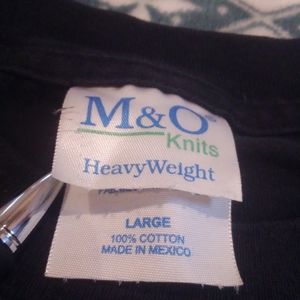 M&O®
Knits
HeavyWeight
LARGE
100% COTTON
MADE IN MEXICO